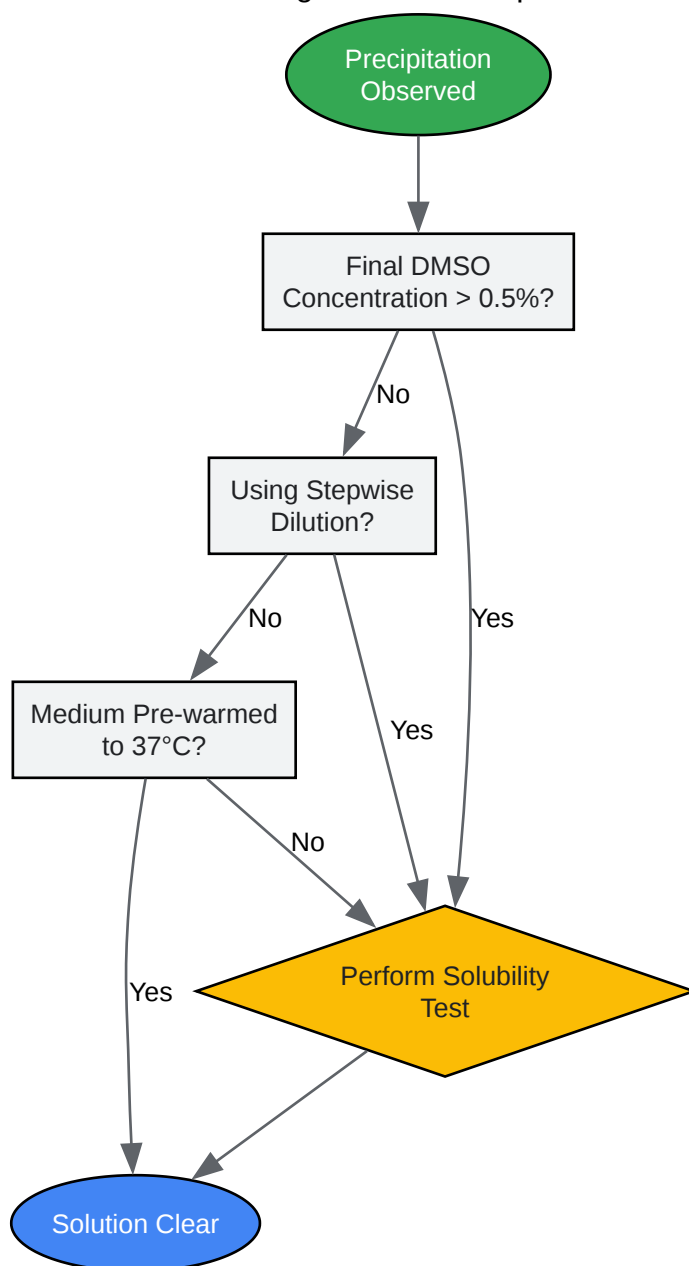 Precipitation
Observed
Final DMSO
Concentration > 0.5%?
No
Using Stepwise
Dilution?
No
Yes
Medium Pre-warmed
to 37°C?
Yes
No
Perform Solubility
Test
Yes
Solution Clear